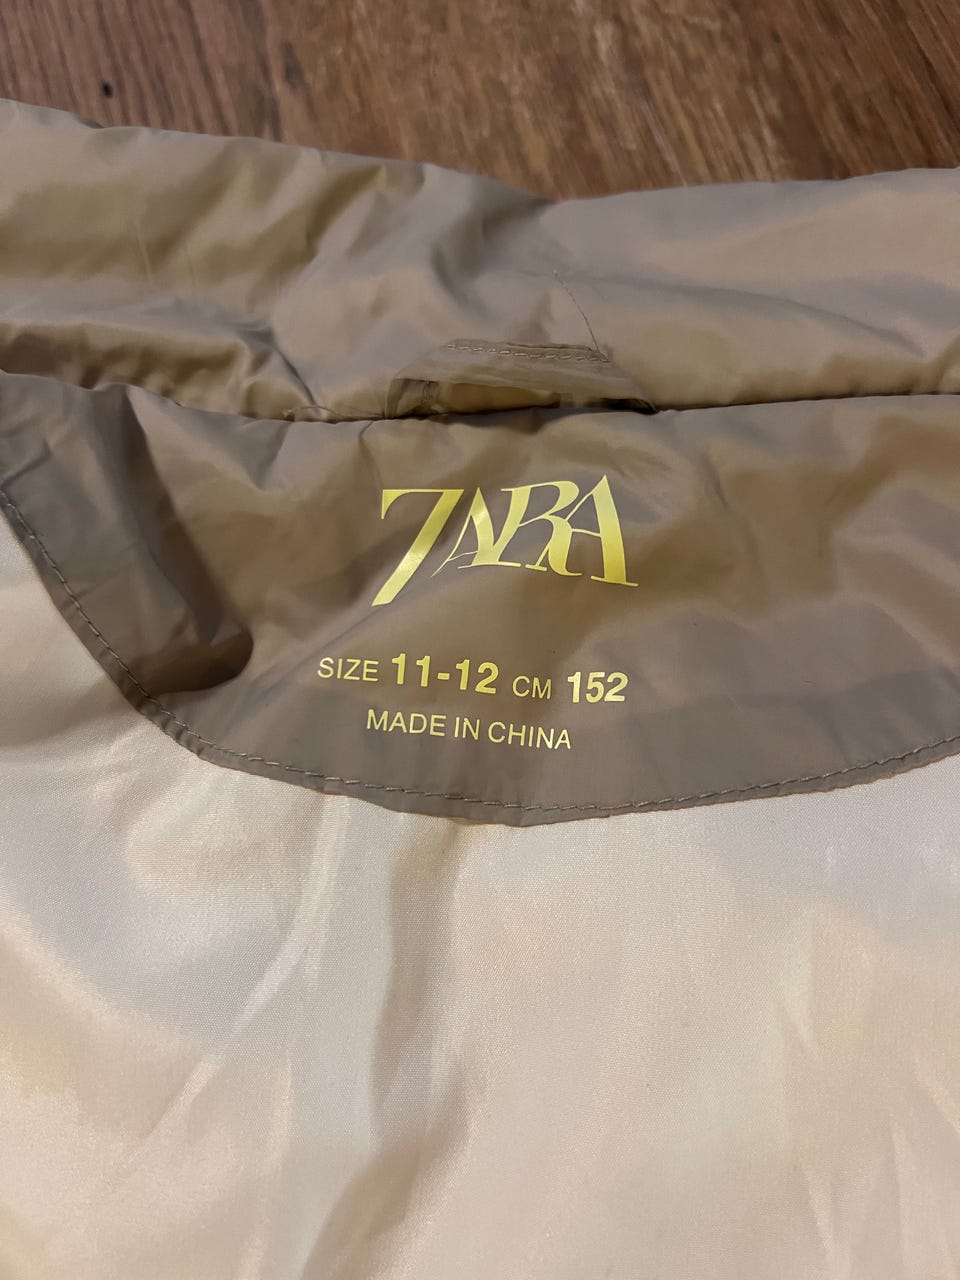 ZARA
SIZE 11-12 CM 152
MADE IN CHINA